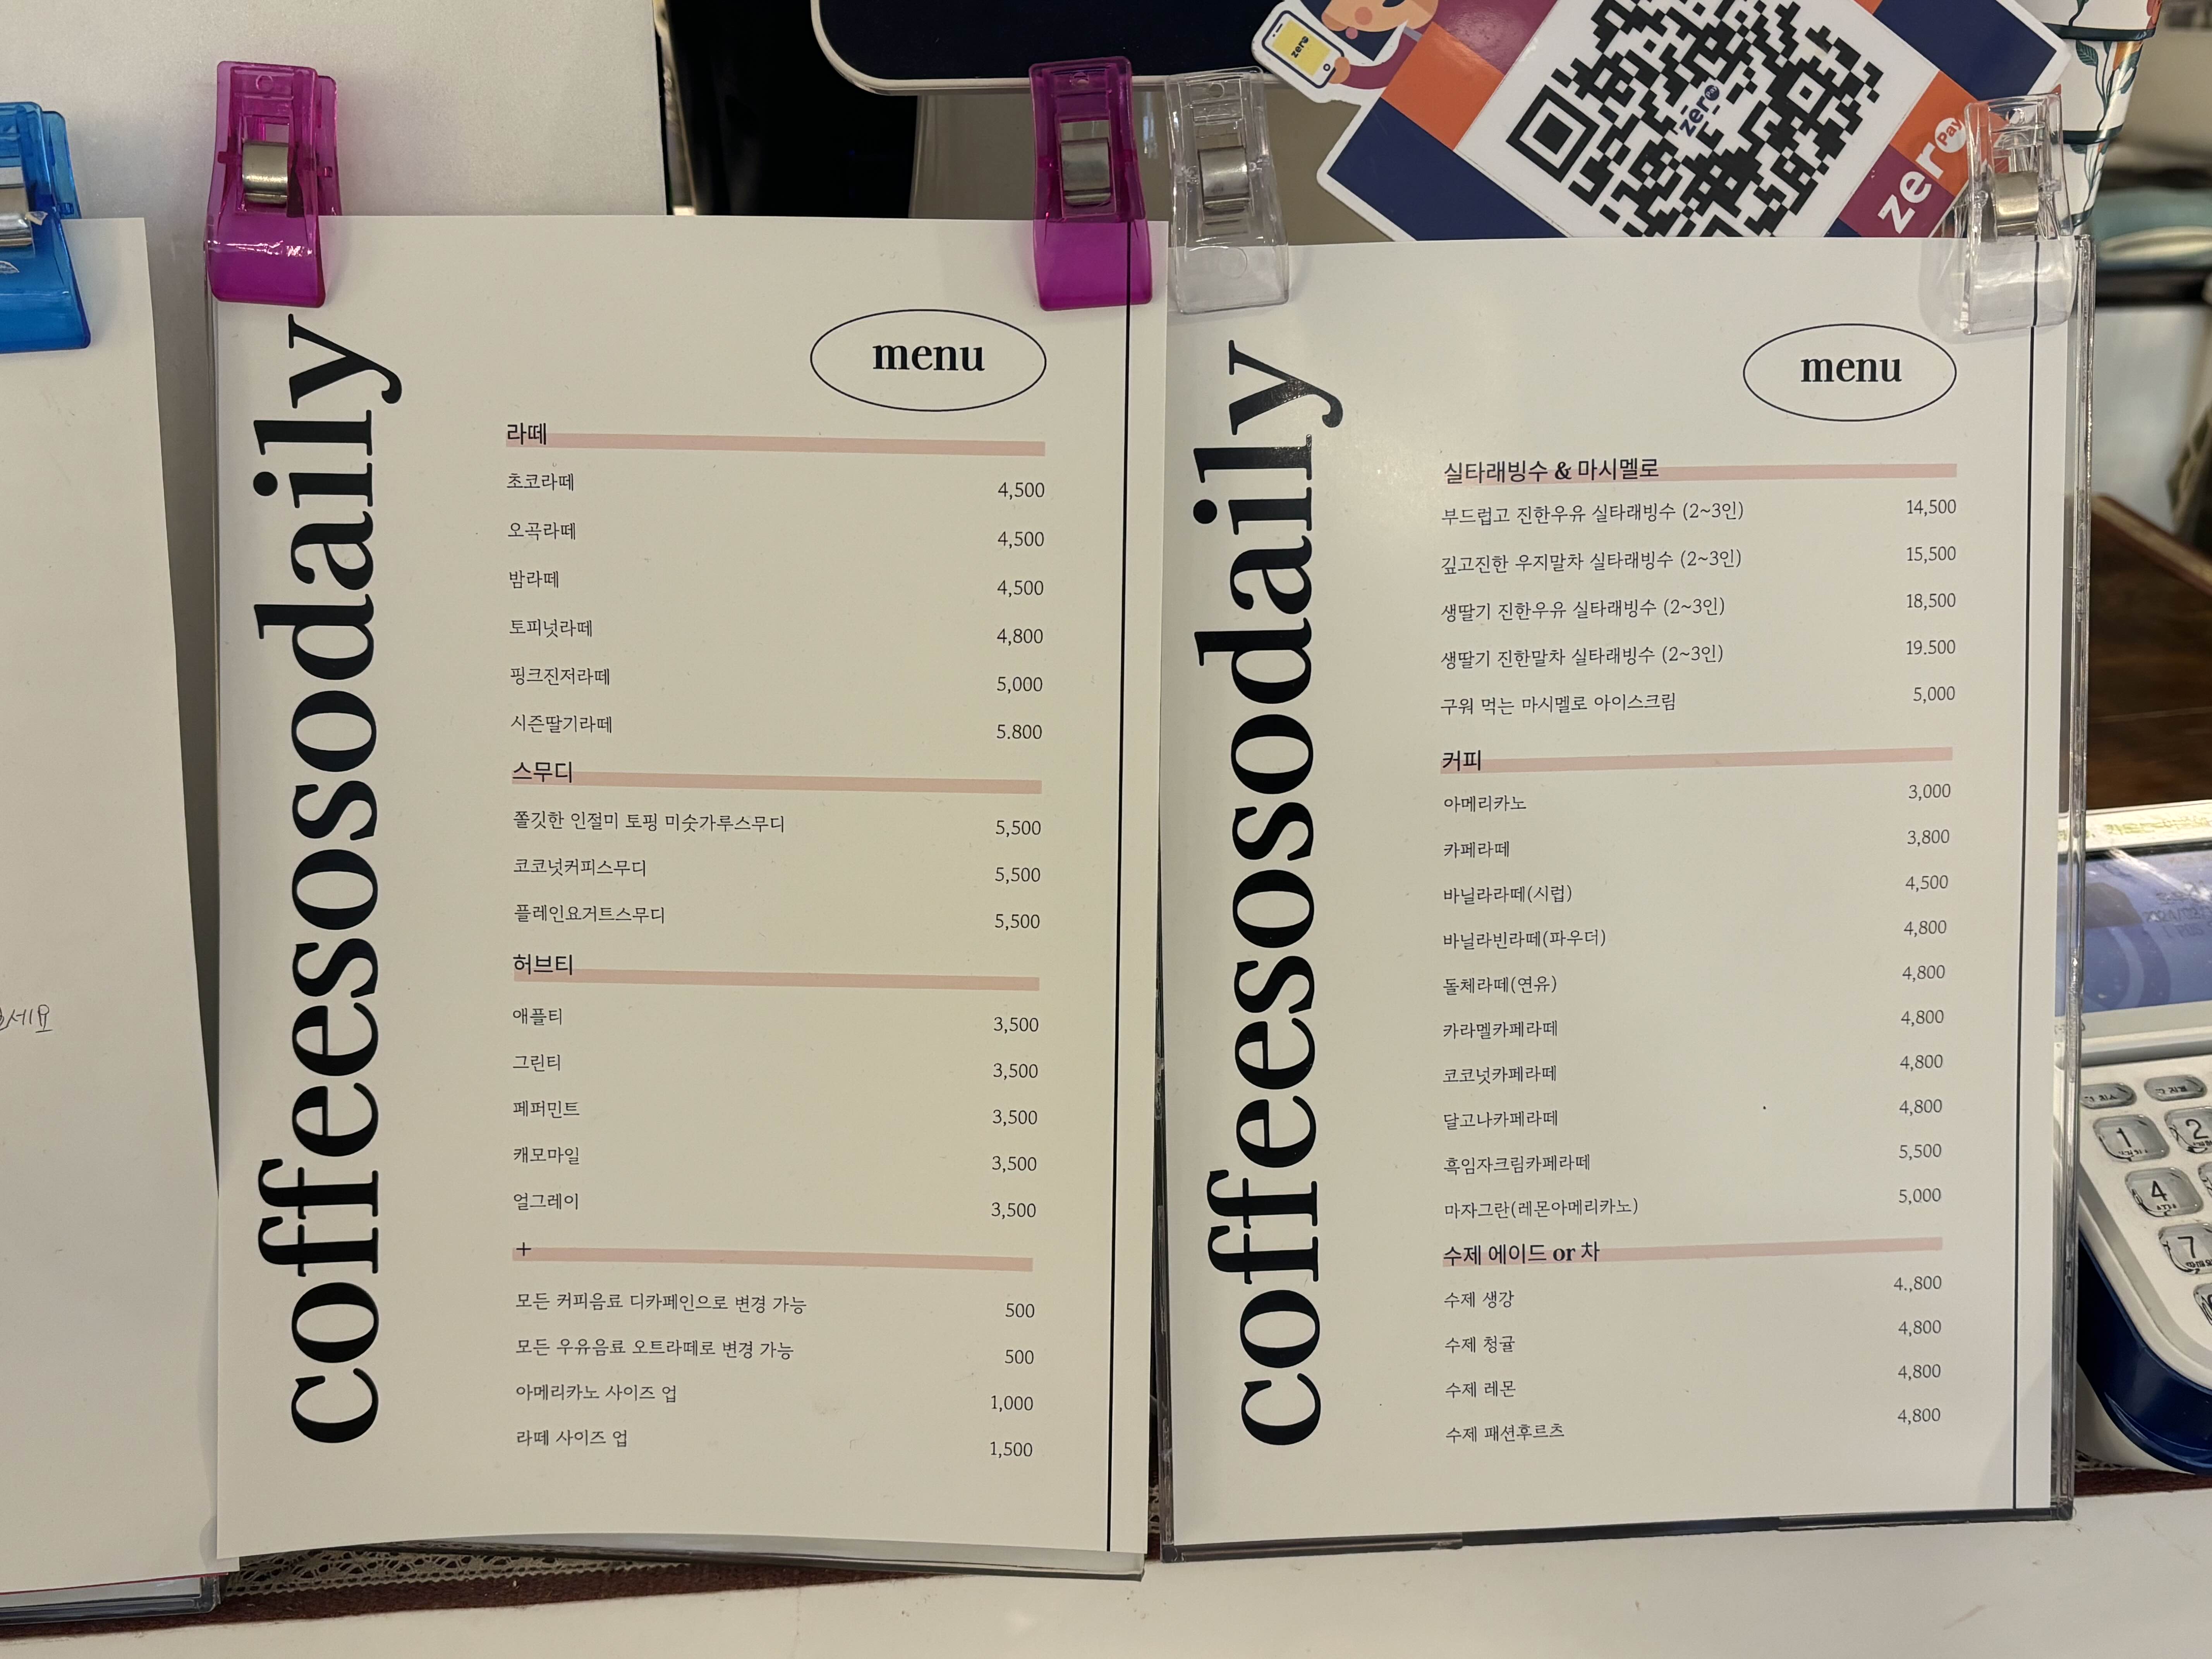 coffeesosodaily
menu
라떼
초코라떼 4,500
오곡라떼 4,500
밤라떼 4,500
토피넛라떼 4,800
핑크진저라떼 5,000
시즌딸기라떼 5.800
스무디
쫄깃한 인절미 토핑 미숫가루스무디 5,500
코코넛커피스무디 5,500
플레인요거트스무디 5,500
허브티
애플티 3,500
그린티 3,500
페퍼민트 3,500
캐모마일 3,500
얼그레이 3,500
+
모든 커피음료 디카페인으로 변경 가능 500
모든 우유음료 오트라떼로 변경 가능 500
아메리카노 사이즈 업 1,000
라떼 사이즈 업 1,500
coffeesosodaily
menu
실타래빙수 & 마시멜로
부드럽고 진한우유 실타래빙수 (2~3인) 14,500
깊고진한 우지말차 실타래빙수 (2~3인) 15,500
생딸기 진한우유 실타래빙수 (2~3인) 18,500
생딸기 진한말차 실타래빙수 (2~3인) 19.500
구워 먹는 마시멜로 아이스크림 5,000
커피
아메리카노 3,000
카페라떼 3,800
바닐라라떼(시럽) 4,500
바닐라빈라떼(파우더) 4,800
돌체라떼(연유) 4,800
카라멜카페라떼 4,800
코코넛카페라떼 4,800
달고나카페라떼 4,800
흑임자크림카페라떼 5,500
마자그란(레몬아메리카노) 5,000
수제 에이드 or 차
수제 생강 4.,800
수제 청귤 4,800
수제 레몬 4,800
수제 패션후르츠 4,800
zero
zero Pay
zero Pay
1
2
4
7